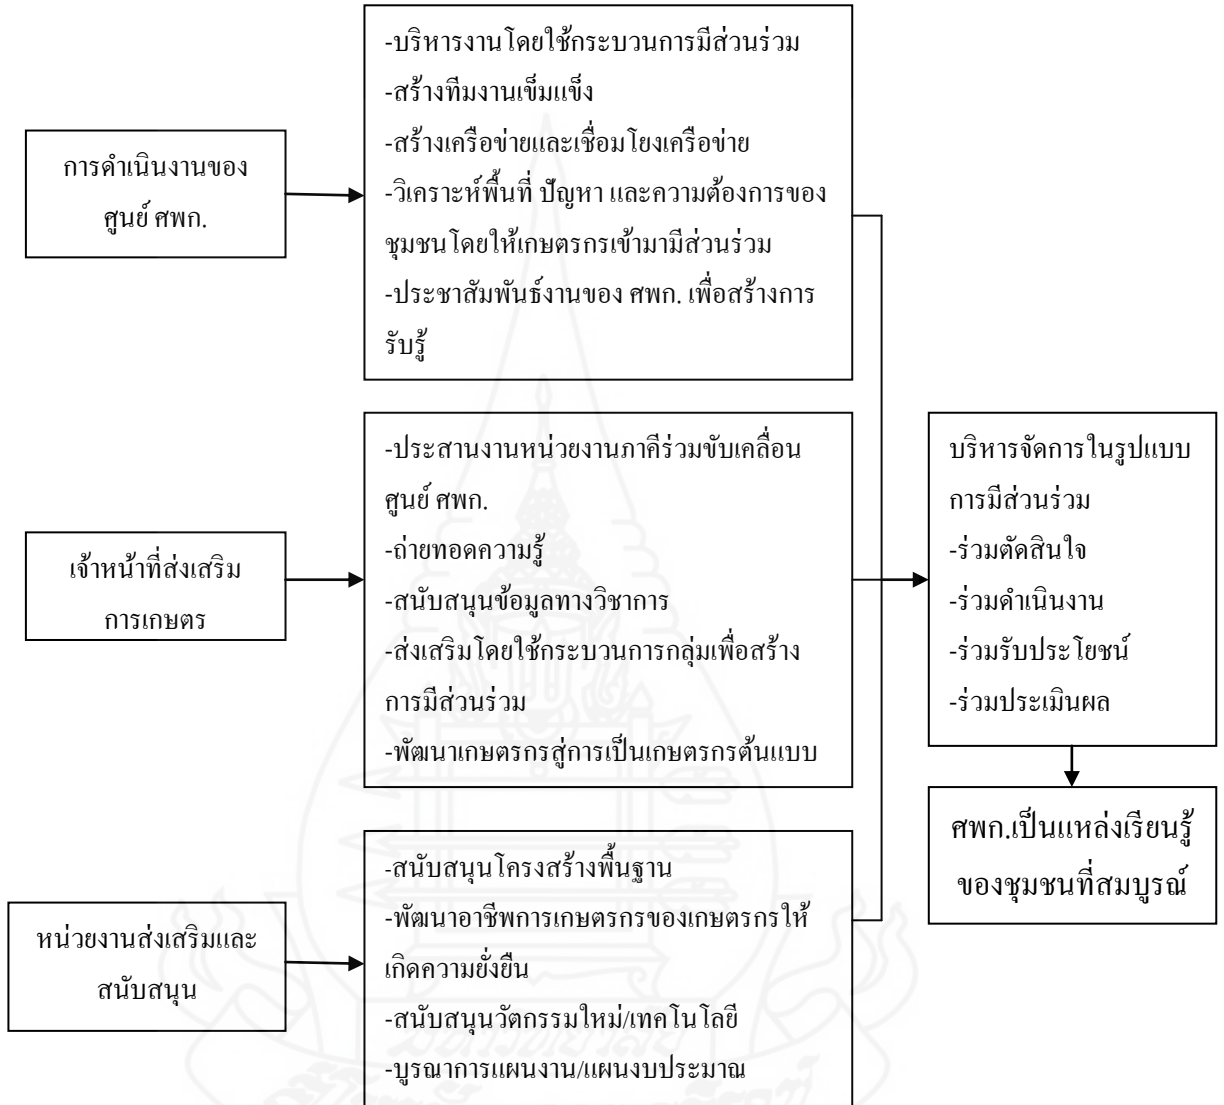 การดำเนินงานของ
ศูนย์ ศพก.
-บริหารงานโดยใช้กระบวนการมีส่วนร่วม
-สร้างทีมงานเข็มแข็ง
-สร้างเครือข่ายและเชื่อมโยงเครือข่าย
-วิเคราะห์พื้นที่ ปัญหา และความต้องการของ
ชุมชนโดยให้เกษตรกรเข้ามามีส่วนร่วม
-ประชาสัมพันธ์งานของ ศพก. เพื่อสร้างการ
รับรู้
เจ้าหน้าที่ส่งเสริม
การเกษตร
-ประสานงานหน่วยงานภาคีร่วมขับเคลื่อน
ศูนย์ ศพก.
-ถ่ายทอดความรู้
-สนับสนุนข้อมูลทางวิชาการ
-ส่งเสริมโดยใช้กระบวนการกลุ่มเพื่อสร้าง
การมีส่วนร่วม
-พัฒนาเกษตรกรสู่การเป็นเกษตรกรต้นแบบ
หน่วยงานส่งเสริมและ
สนับสนุน
-สนับสนุนโครงสร้างพื้นฐาน
-พัฒนาอาชีพการเกษตรกรของเกษตรกรให้
เกิดความยั่งยืน
-สนับสนุนวัตกรรมใหม่/เทคโนโลยี
-บูรณาการแผนงาน/แผนงบประมาณ
บริหารจัดการในรูปแบบ
การมีส่วนร่วม
-ร่วมตัดสินใจ
-ร่วมดำเนินงาน
-ร่วมรับประโยชน์
-ร่วมประเมินผล
ศพก.เป็นแหล่งเรียนรู้
ของชุมชนที่สมบูรณ์